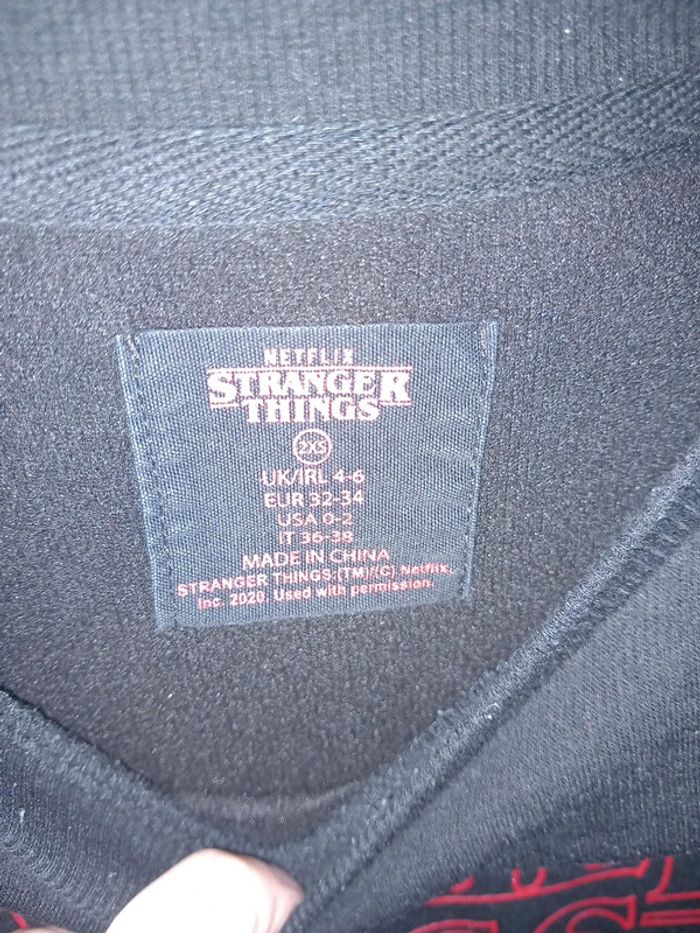 NETFLIX
STRANGER
THINGS
2XS
UK/IRL 4-6
EUR 32-34
USA 0-2
IT 36-38
MADE IN CHINA
STRANGER THINGS:(TM)/(C) Netflix,
Inc. 2020 Used with permission.